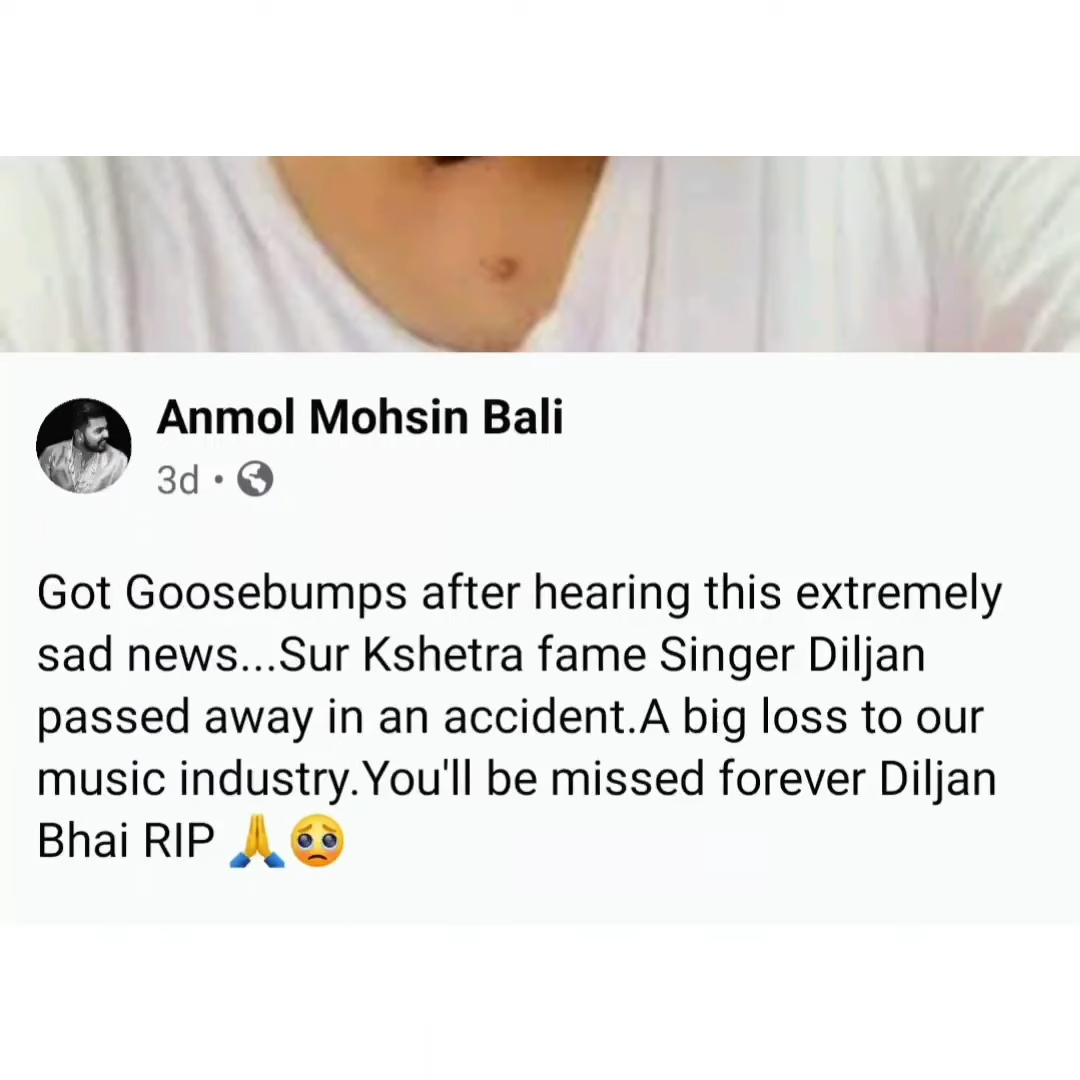 Anmol Mohsin Bali
3d •
Got Goosebumps after hearing this extremely
sad news...Sur Kshetra fame Singer Diljan
passed away in an accident.A big loss to our
music industry.You'll be missed forever Diljan
Bhai RIP 🙏🥺